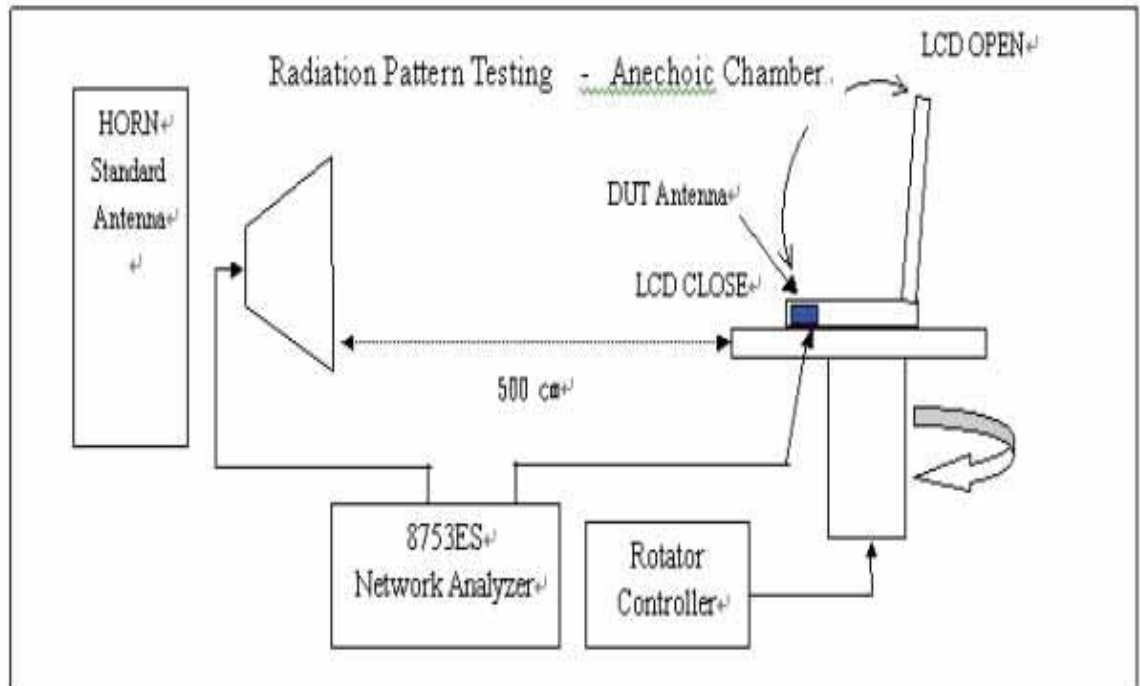 LCD OPEN↵
Radiation Pattern Testing - Anechoic Chamber.
HORN↵
Standard
Antenna↵
↵
DUT Antenna↵
LCD CLOSE↵
500 cm↵
8753ES↵
Network Analyzer↵
Rotator
Controller↵